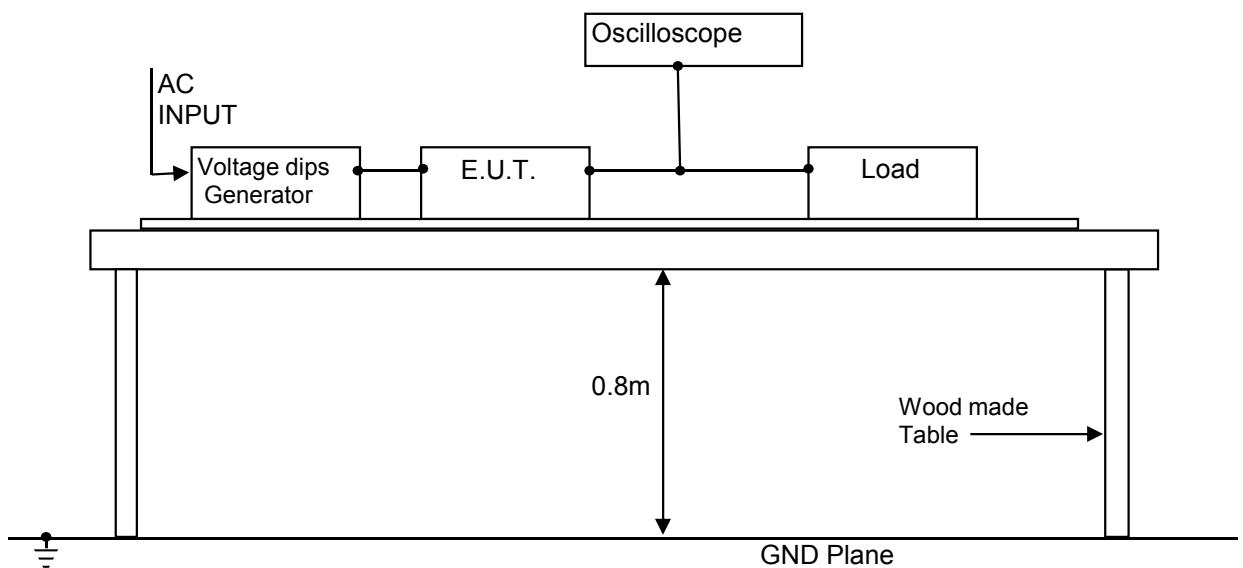 Oscilloscope
AC
INPUT
Voltage dips
Generator
E.U.T.
Load
0.8m
Wood made
Table
GND Plane